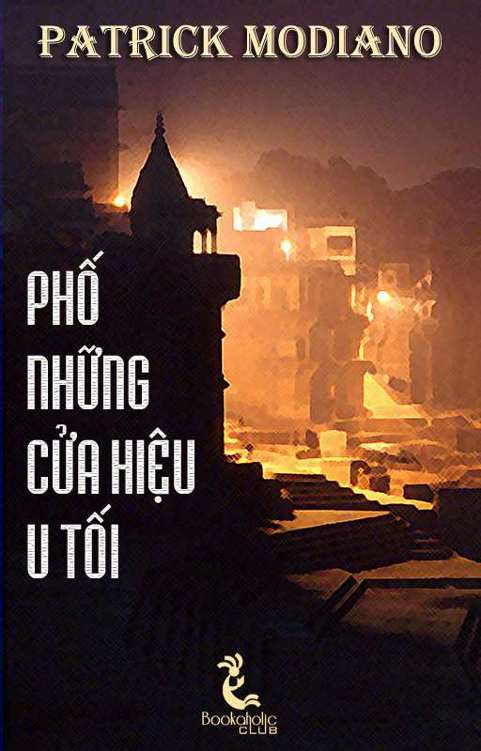 PATRICK MODIANO
PHỐ
NHỮNG
CỬA HIỆU
U TỐI
Bookaholic
CLUB